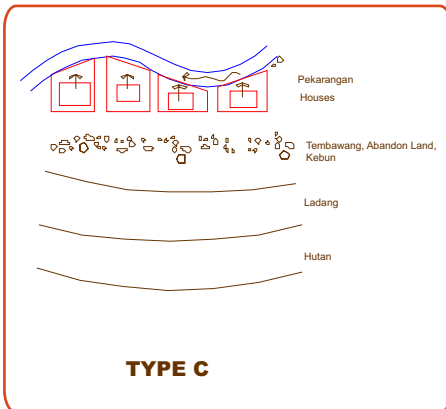 Pekarangan
Houses
Tembawang, Abandon Land,
Kebun
Ladang
Hutan
TYPE C